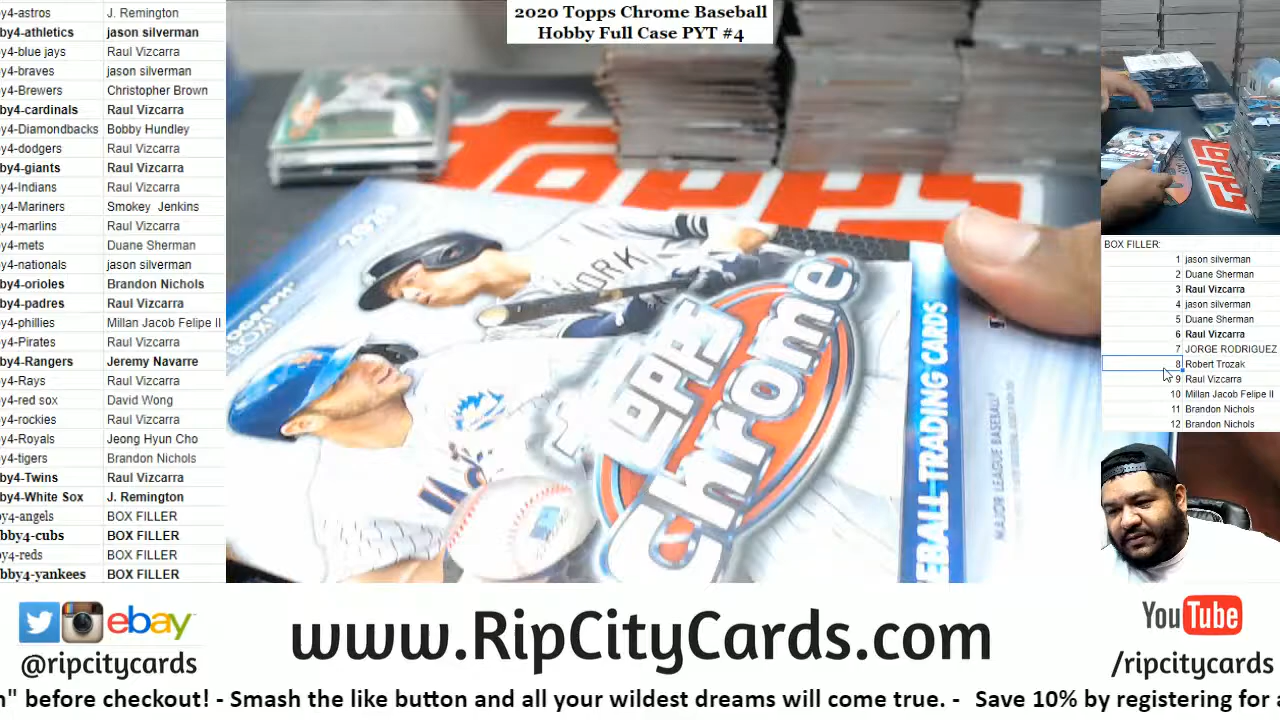 2020 Topps Chrome Baseball
Hobby Full Case PYT #4
y4-astros J. Remington
by4-athletics jason silverman
y4-blue jays Raul Vizcarra
y4-braves jason silverman
y4-Brewers Christopher Brown
by4-cardinals Raul Vizcarra
y4-Diamondbacks Bobby Hundley
y4-dodgers Raul Vizcarra
by4-giants Raul Vizcarra
y4-Indians Raul Vizcarra
y4-Mariners Smokey Jenkins
y4-marlins Raul Vizcarra
y4-mets Duane Sherman
y4-nationals jason silverman
by4-orioles Brandon Nichols
by4-padres Raul Vizcarra
y4-phillies Millan Jacob Felipe II
y4-Pirates Raul Vizcarra
by4-Rangers Jeremy Navarre
y4-Rays Raul Vizcarra
y4-red sox David Wong
y4-rockies Raul Vizcarra
y4-Royals Jeong Hyun Cho
y4-tigers Brandon Nichols
by4-Twins Raul Vizcarra
by4-White Sox J. Remington
y4-angels BOX FILLER
bby4-cubs BOX FILLER
y4-reds BOX FILLER
bby4-yankees BOX FILLER
Topps
2020
YORK
Topps
chrome
BASEBALL TRADING CARDS
MAJOR LEAGUE BASEBALL
Topps
BOX FILLER:
1 jason silverman
2 Duane Sherman
3 Raul Vizcarra
4 jason silverman
5 Duane Sherman
6 Raul Vizcarra
7 JORGE RODRIGUEZ
8 Robert Trozak
9 Raul Vizcarra
10 Millan Jacob Felipe II
11 Brandon Nichols
12 Brandon Nichols
ebay
@ripcitycards
www.RipCityCards.com
YouTube
/ripcitycards
n" before checkout! - Smash the like button and all your wildest dreams will come true. - Save 10% by registering for a